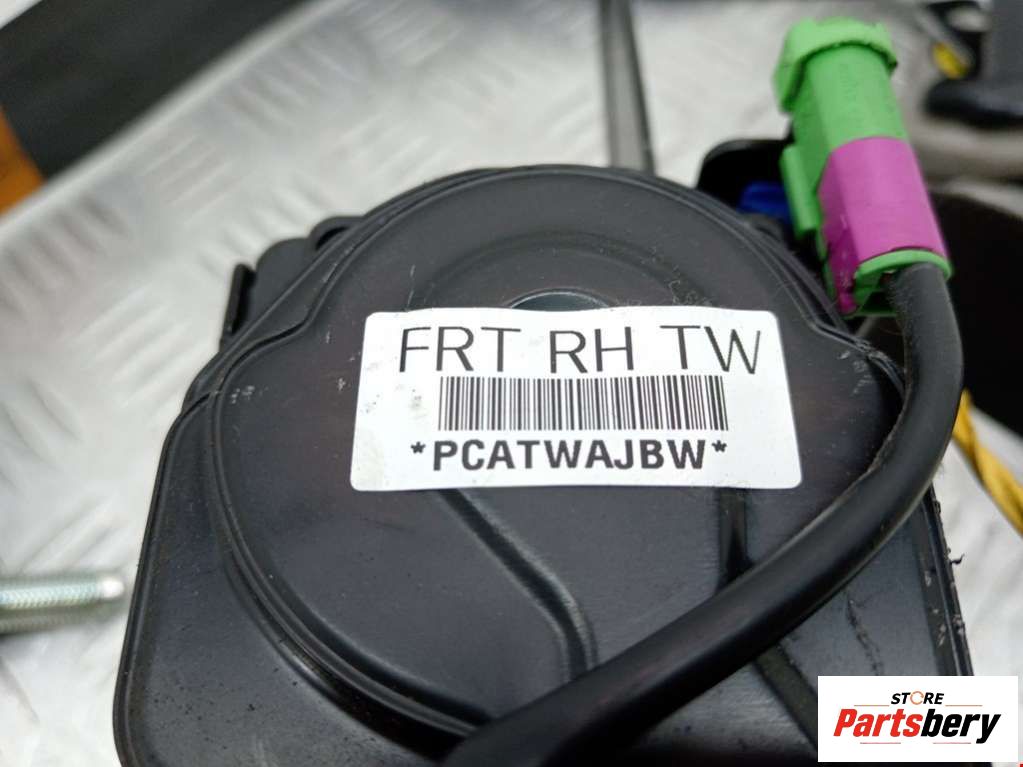 FRT RH TW
*PCATWAJBW*
STORE
Partsbery